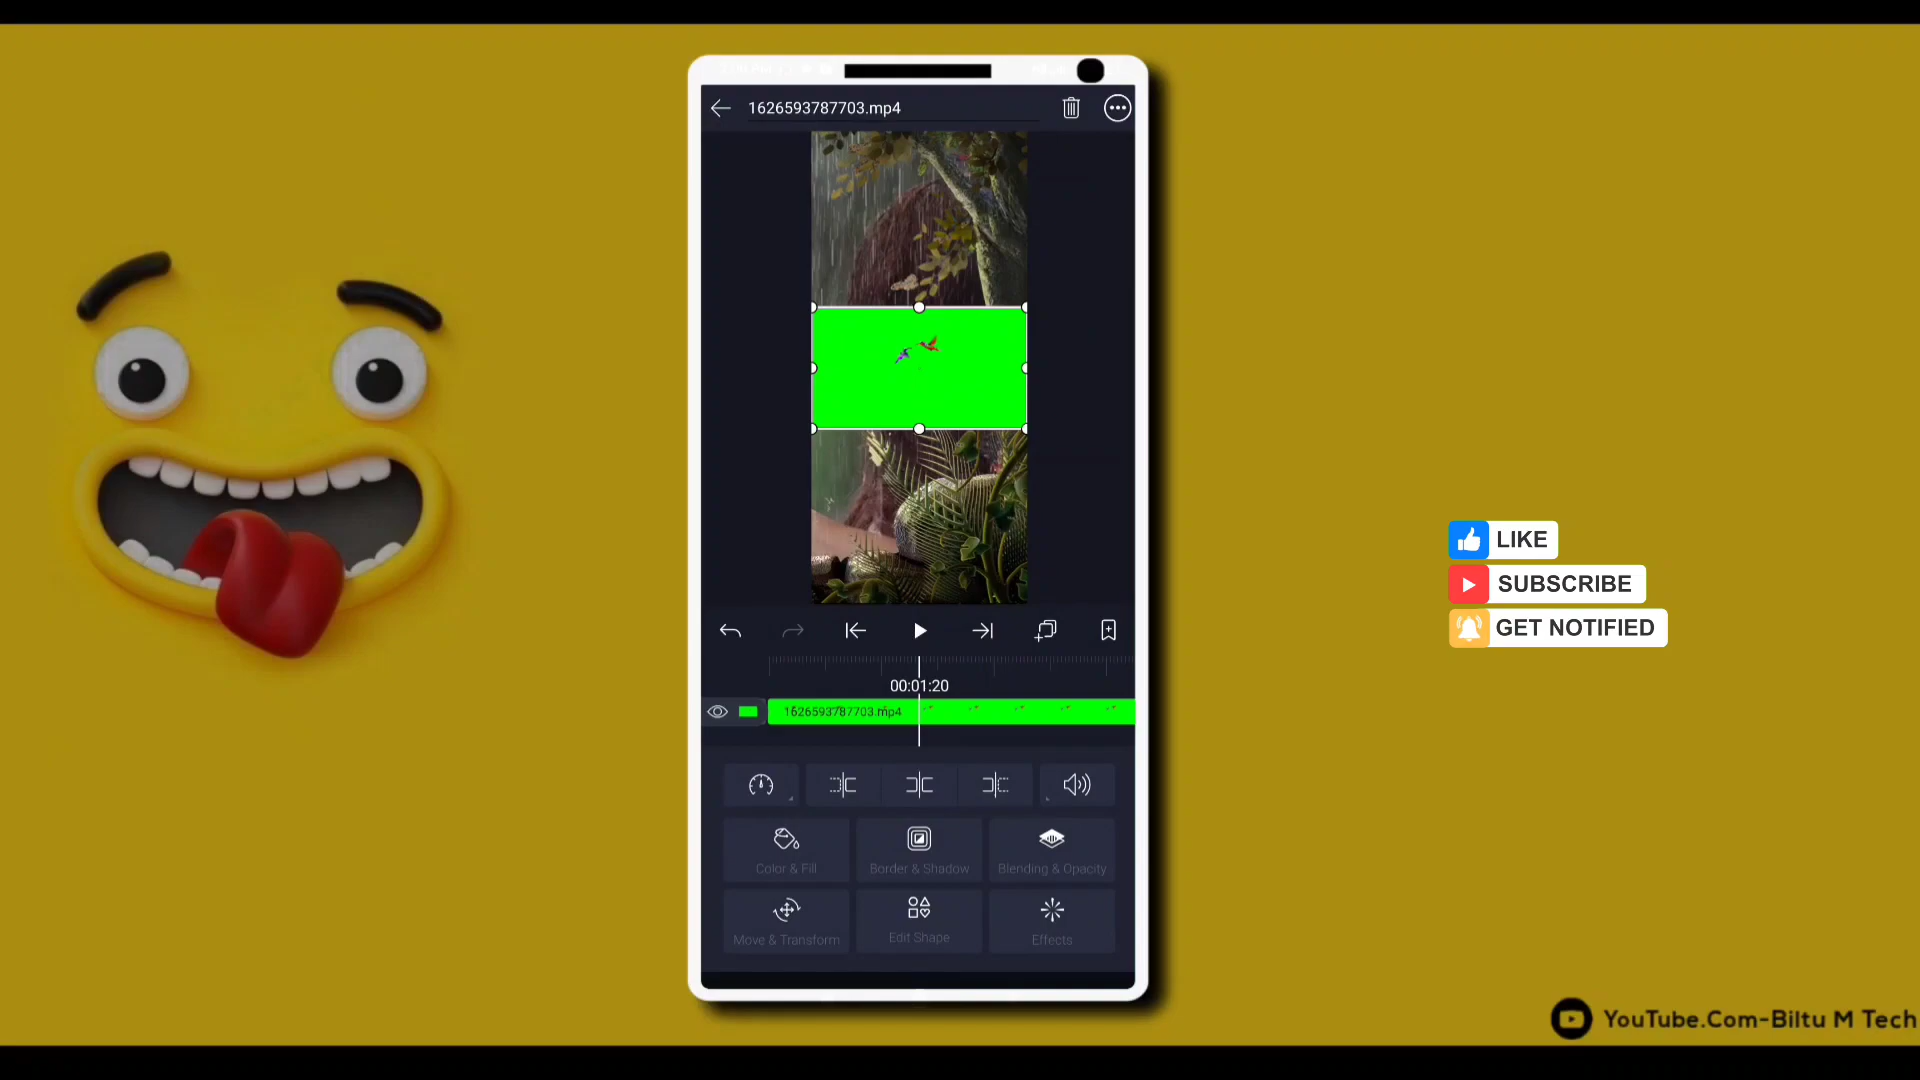 1626593787703.mp4
LIKE
SUBSCRIBE
GET NOTIFIED
00:01:20
1626593787703.mp4
Color & Fill
Border & Shadow
Blending & Opacity
Move & Transform
Edit Shape
Effects
YouTube.Com-Biltu M Tech